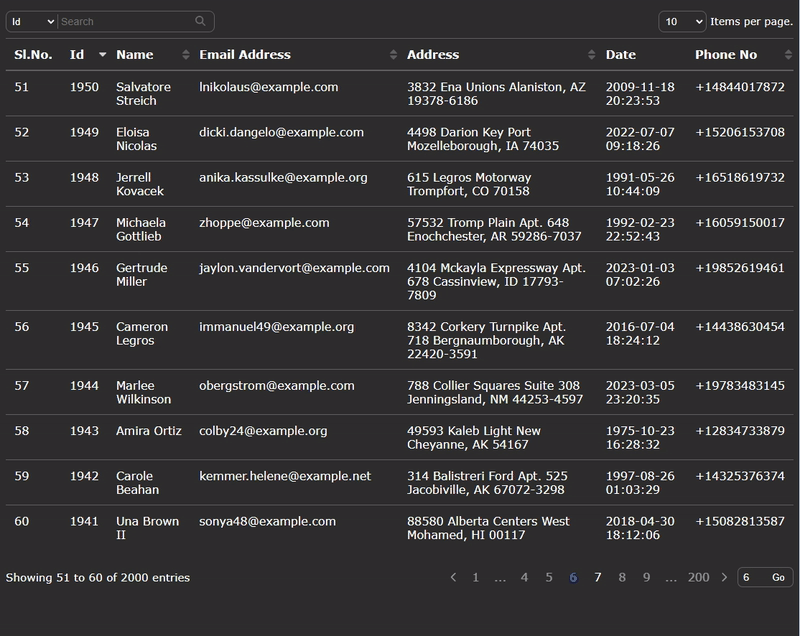 Id Search 10 Items per page.
Sl.No. Id Name Email Address Address Date Phone No
51 1950 Salvatore Streich lnikolaus@example.com 3832 Ena Unions Alaniston, AZ 19378-6186 2009-11-18 20:23:53 +14844017872
52 1949 Eloisa Nicolas dicki.dangelo@example.com 4498 Darion Key Port Mozelleborough, IA 74035 2022-07-07 09:18:26 +15206153708
53 1948 Jerrell Kovacek anika.kassulke@example.org 615 Legros Motorway Trompfort, CO 70158 1991-05-26 10:44:09 +16518619732
54 1947 Michaela Gottlieb zhoppe@example.com 57532 Tromp Plain Apt. 648 Enochchester, AR 59286-7037 1992-02-23 22:52:43 +16059150017
55 1946 Gertrude Miller jaylon.vandervort@example.com 4104 Mckayla Expressway Apt. 678 Cassinview, ID 17793-7809 2023-01-03 07:02:26 +19852619461
56 1945 Cameron Legros immanuel49@example.org 8342 Corkery Turnpike Apt. 718 Bergnaumborough, AK 22420-3591 2016-07-04 18:24:12 +14438630454
57 1944 Marlee Wilkinson obergstrom@example.com 788 Collier Squares Suite 308 Jenningsland, NM 44253-4597 2023-03-05 23:20:35 +19783483145
58 1943 Amira Ortiz colby24@example.org 49593 Kaleb Light New Cheyanne, AK 54167 1975-10-23 16:28:32 +12834733879
59 1942 Carole Beahan kemmer.helene@example.net 314 Balistreri Ford Apt. 525 Jacobiville, AK 67072-3298 1997-08-26 01:03:29 +14325376374
60 1941 Una Brown II sonya48@example.com 88580 Alberta Centers West Mohamed, HI 00117 2018-04-30 18:12:06 +15082813587
Showing 51 to 60 of 2000 entries 1 ... 4 5 6 7 8 9 ... 200 6 Go